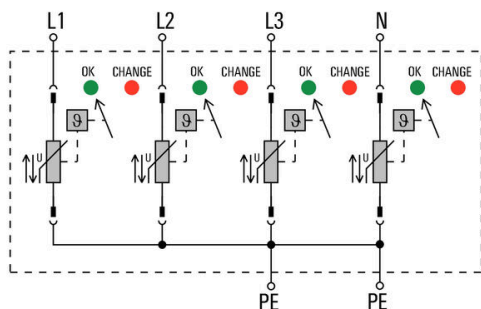 L1 L2 L3 N
OK CHANGE OK CHANGE OK CHANGE OK CHANGE
ϑ ϑ ϑ ϑ
U U U U
PE PE